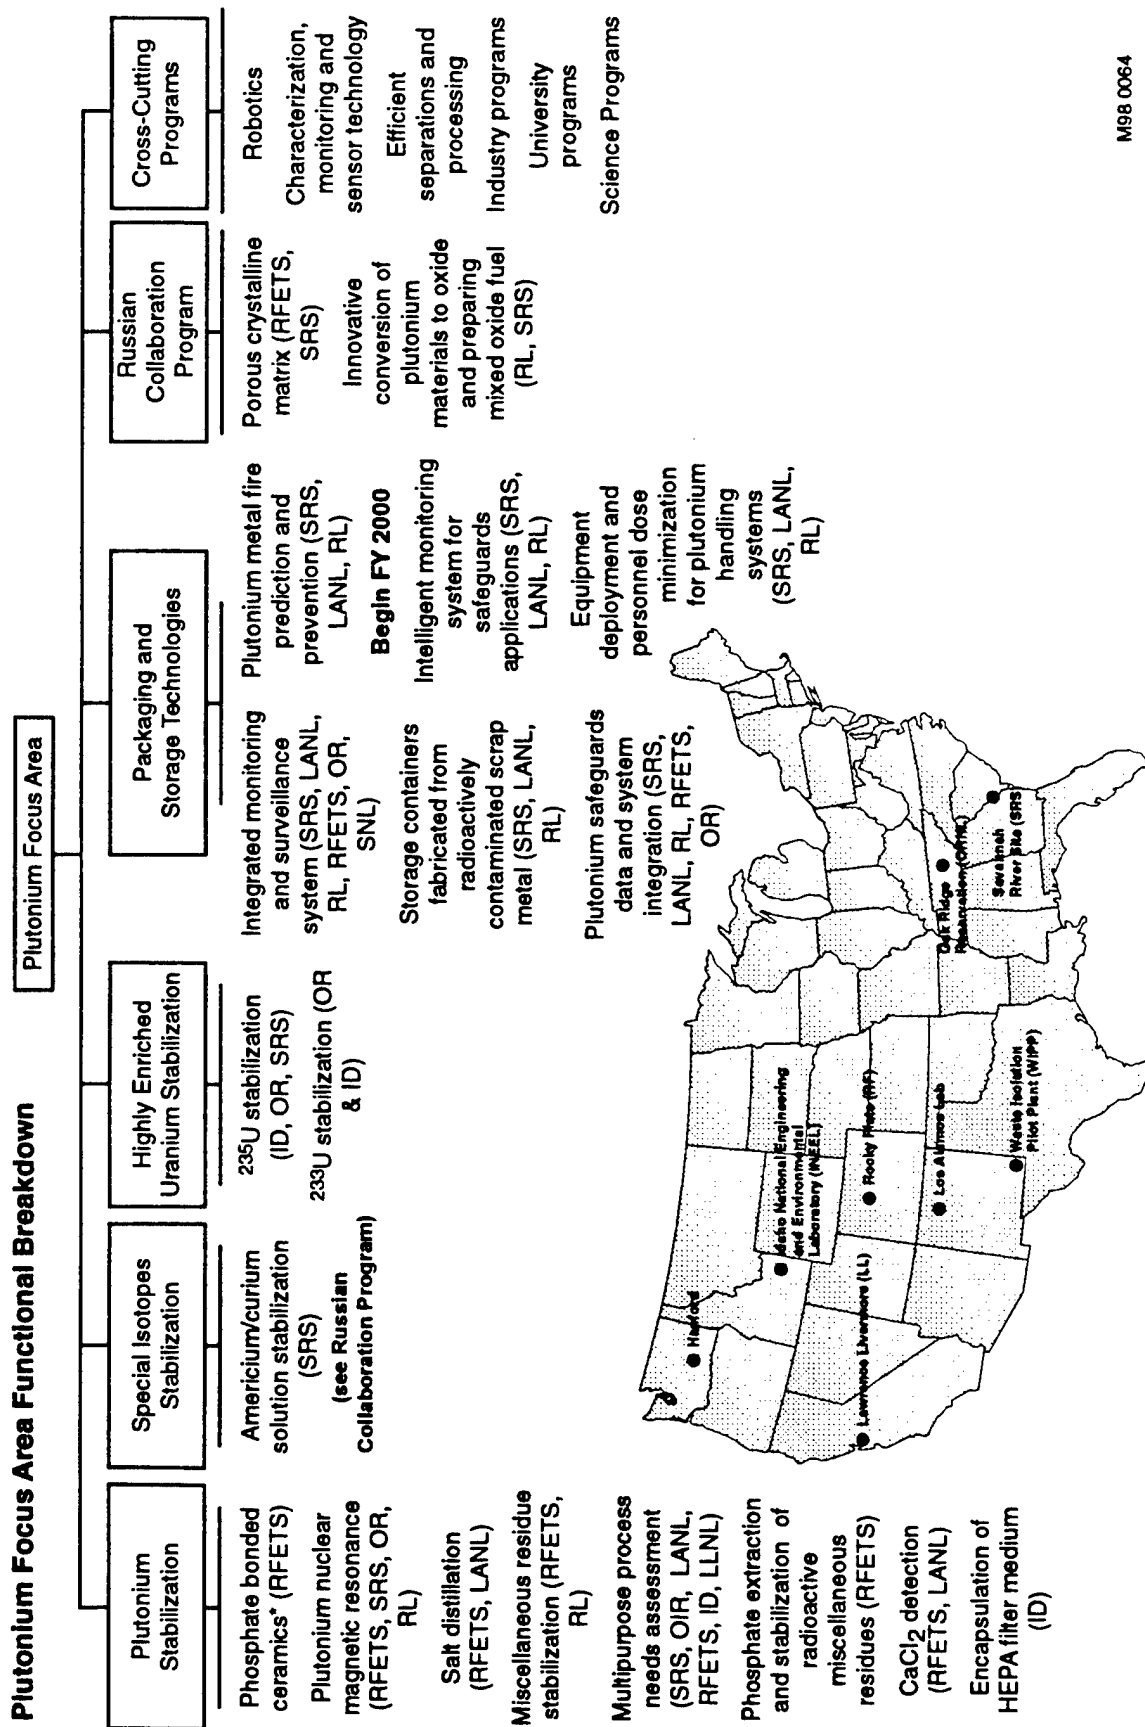 Plutonium Focus Area Functional Breakdown
Plutonium Focus Area
Plutonium
Stabilization
Phosphate bonded
ceramics* (RFETS)
Plutonium nuclear
magnetic resonance
(RFETS, SRS, OR,
RL)
Salt distillation
(RFETS, LANL)
Miscellaneous residue
stabilization (RFETS,
RL)
Multipurpose process
needs assessment
(SRS, OIR, LANL,
RFETS, ID, LLNL)
Phosphate extraction
and stabilization of
radioactive
miscellaneous
residues (RFETS)
CaCl2 detection
(RFETS, LANL)
Encapsulation of
HEPA filter medium
(ID)
Special Isotopes
Stabilization
Americium/curium
solution stabilization
(SRS)
(see Russian
Collaboration Program)
Highly Enriched
Uranium Stabilization
235U stabilization
(ID, OR, SRS)
233U stabilization (OR
& ID)
Packaging and
Storage Technologies
Integrated monitoring
and surveillance
system (SRS, LANL,
RL, RFETS, OR,
SNL)
Storage containers
fabricated from
radioactively
contaminated scrap
metal (SRS, LANL,
RL)
Plutonium safeguards
data and system
integration (SRS,
LANL, RL, RFETS,
OR)
Plutonium metal fire
prediction and
prevention (SRS,
LANL, RL)
Begin FY 2000
Intelligent monitoring
system for
safeguards
applications (SRS,
LANL, RL)
Equipment
deployment and
personnel dose
minimization
for plutonium
handling
systems
(SRS, LANL,
RL)
Russian
Collaboration
Program
Porous crystalline
matrix (RFETS,
SRS)
Innovative
conversion of
plutonium
materials to oxide
and preparing
mixed oxide fuel
(RL, SRS)
Cross-Cutting
Programs
Robotics
Characterization,
monitoring and
sensor technology
Efficient
separations and
processing
Industry programs
University
programs
Science Programs
Hanford
Idaho National Engineering
and Environmental
Laboratory (INEEL)
Lawrence Livermore (LL)
Rocky Flats (RF)
Los Alamos Lab
Waste Isolation
Pilot Plant (WIPP)
Oak Ridge
Reservation (ORNL)
Savannah
River Site (SRS)
M98 0064